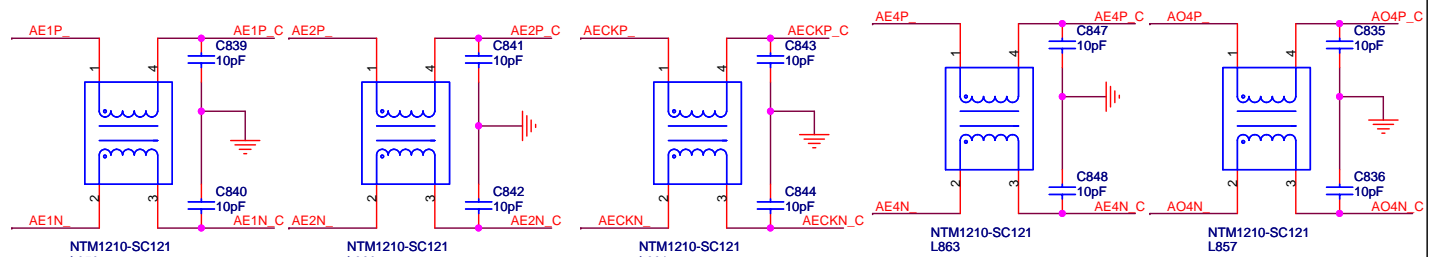 AE1P_ AE1P_C AE2P_ AE2P_C AECKP_ AECKP_C AE4P_ AE4P_C AO4P_ AO4P_C
C839 C841 C843 C847 C835
10pF 10pF 10pF 10pF 10pF
1 4 1 4 1 4 1 4 1 4
2 3 2 3 2 3 2 3 2 3
C840 C842 C844 C848 C836
10pF 10pF 10pF 10pF 10pF
AE1N_ AE1N_C AE2N_ AE2N_C AECKN_ AECKN_C AE4N_ AE4N_C AO4N_ AO4N_C
NTM1210-SC121 NTM1210-SC121 NTM1210-SC121 NTM1210-SC121 NTM1210-SC121
L863 L857